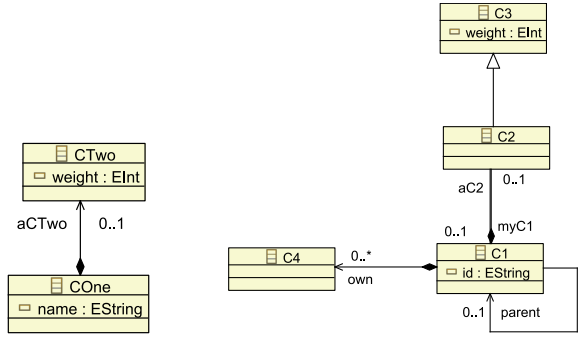 CTwo
weight : EInt
aCTwo 0..1
COne
name : EString
C3
weight : EInt
C2
aC2 0..1
0..1 myC1
C1
id : EString
C4
0..*
own
0..1 parent